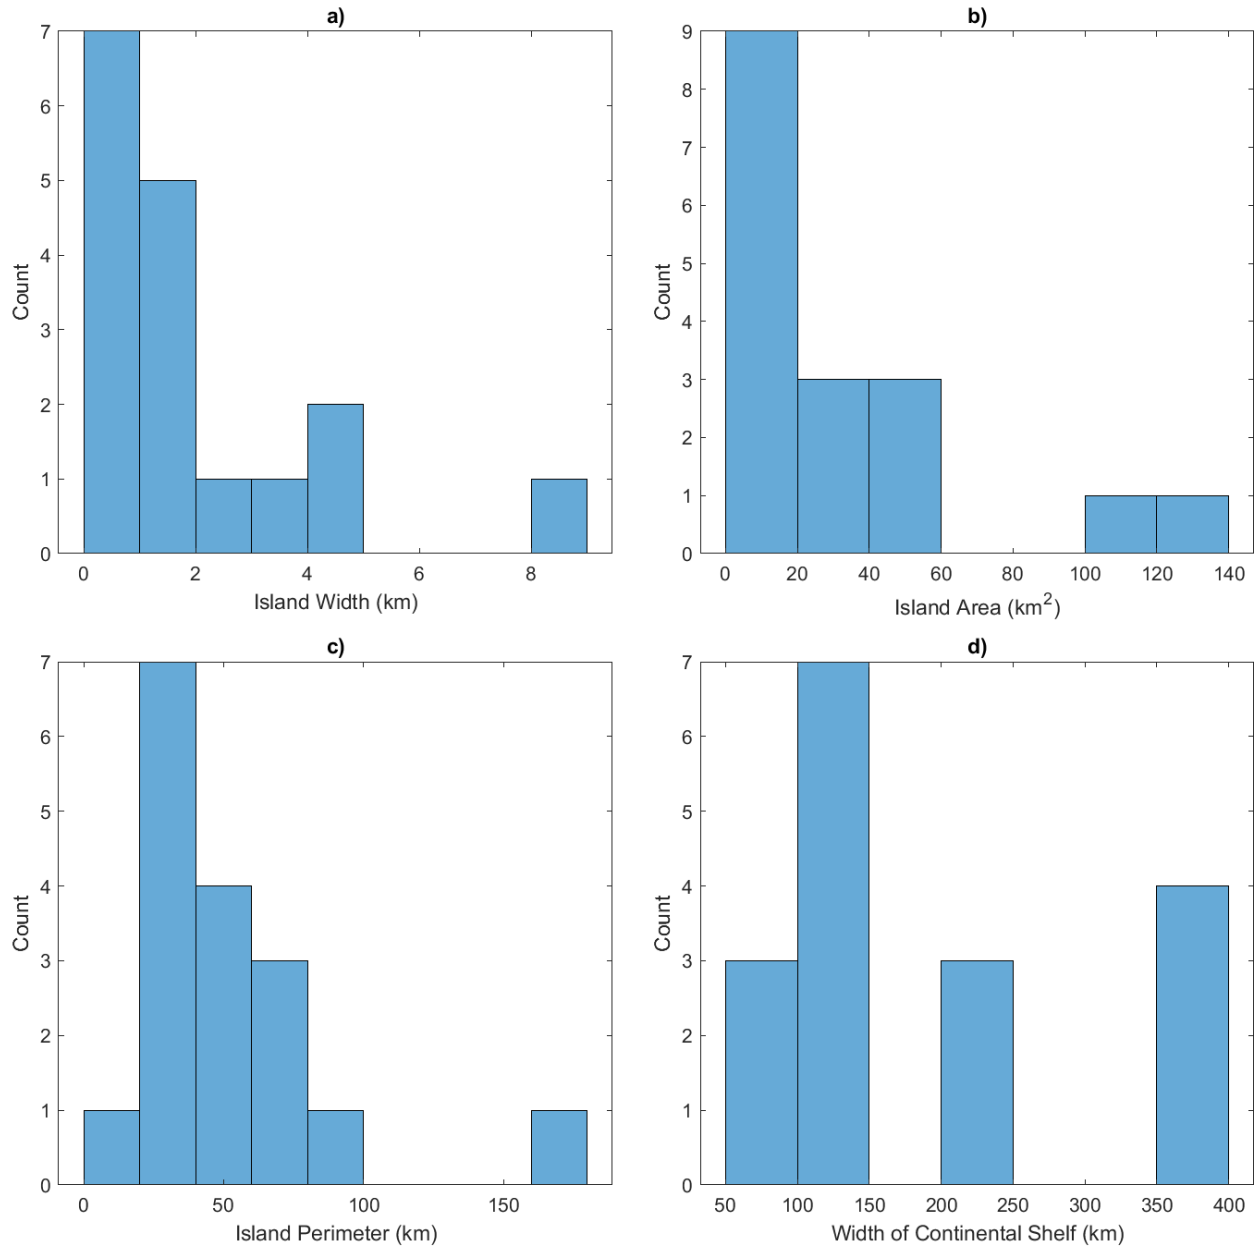 a)
7
6
5
4
3
2
1
0
Count
0 2 4 6 8
Island Width (km)
b)
9
8
7
6
5
4
3
2
1
0
Count
0 20 40 60 80 100 120 140
Island Area (km²)
c)
7
6
5
4
3
2
1
0
Count
0 50 100 150
Island Perimeter (km)
d)
7
6
5
4
3
2
1
0
Count
50 100 150 200 250 300 350 400
Width of Continental Shelf (km)